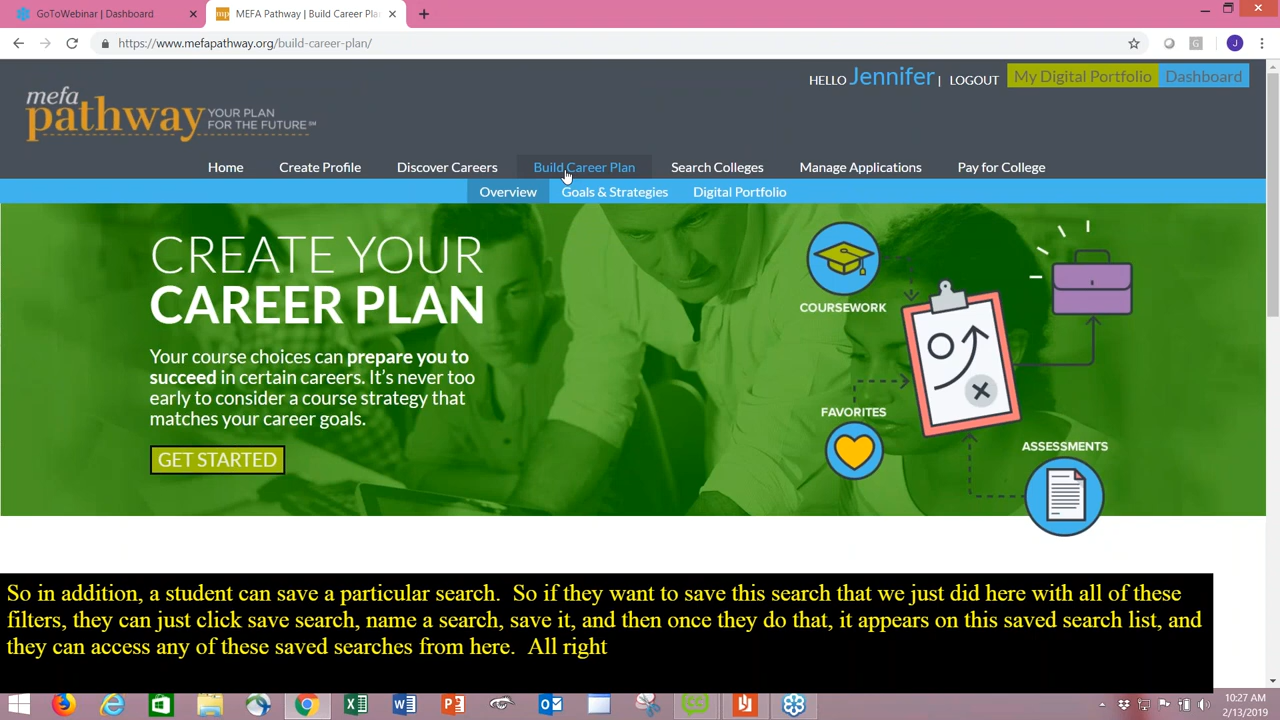 GoToWebinar | Dashboard
MEFA Pathway | Build Career Pla
https://www.mefapathway.org/build-career-plan/
J
HELLO Jennifer | LOGOUT My Digital Portfolio Dashboard
mefa
pathway YOUR PLAN
FOR THE FUTURE℠
Home Create Profile Discover Careers Build Career Plan Search Colleges Manage Applications Pay for College
Overview Goals & Strategies Digital Portfolio
CREATE YOUR
CAREER PLAN
Your course choices can prepare you to
succeed in certain careers. It's never too
early to consider a course strategy that
matches your career goals.
GET STARTED
COURSEWORK
FAVORITES
ASSESSMENTS
So in addition, a student can save a particular search. So if they want to save this search that we just did here with all of these
filters, they can just click save search, name a search, save it, and then once they do that, it appears on this saved search list, and
they can access any of these saved searches from here. All right
10:27 AM
2/13/2019